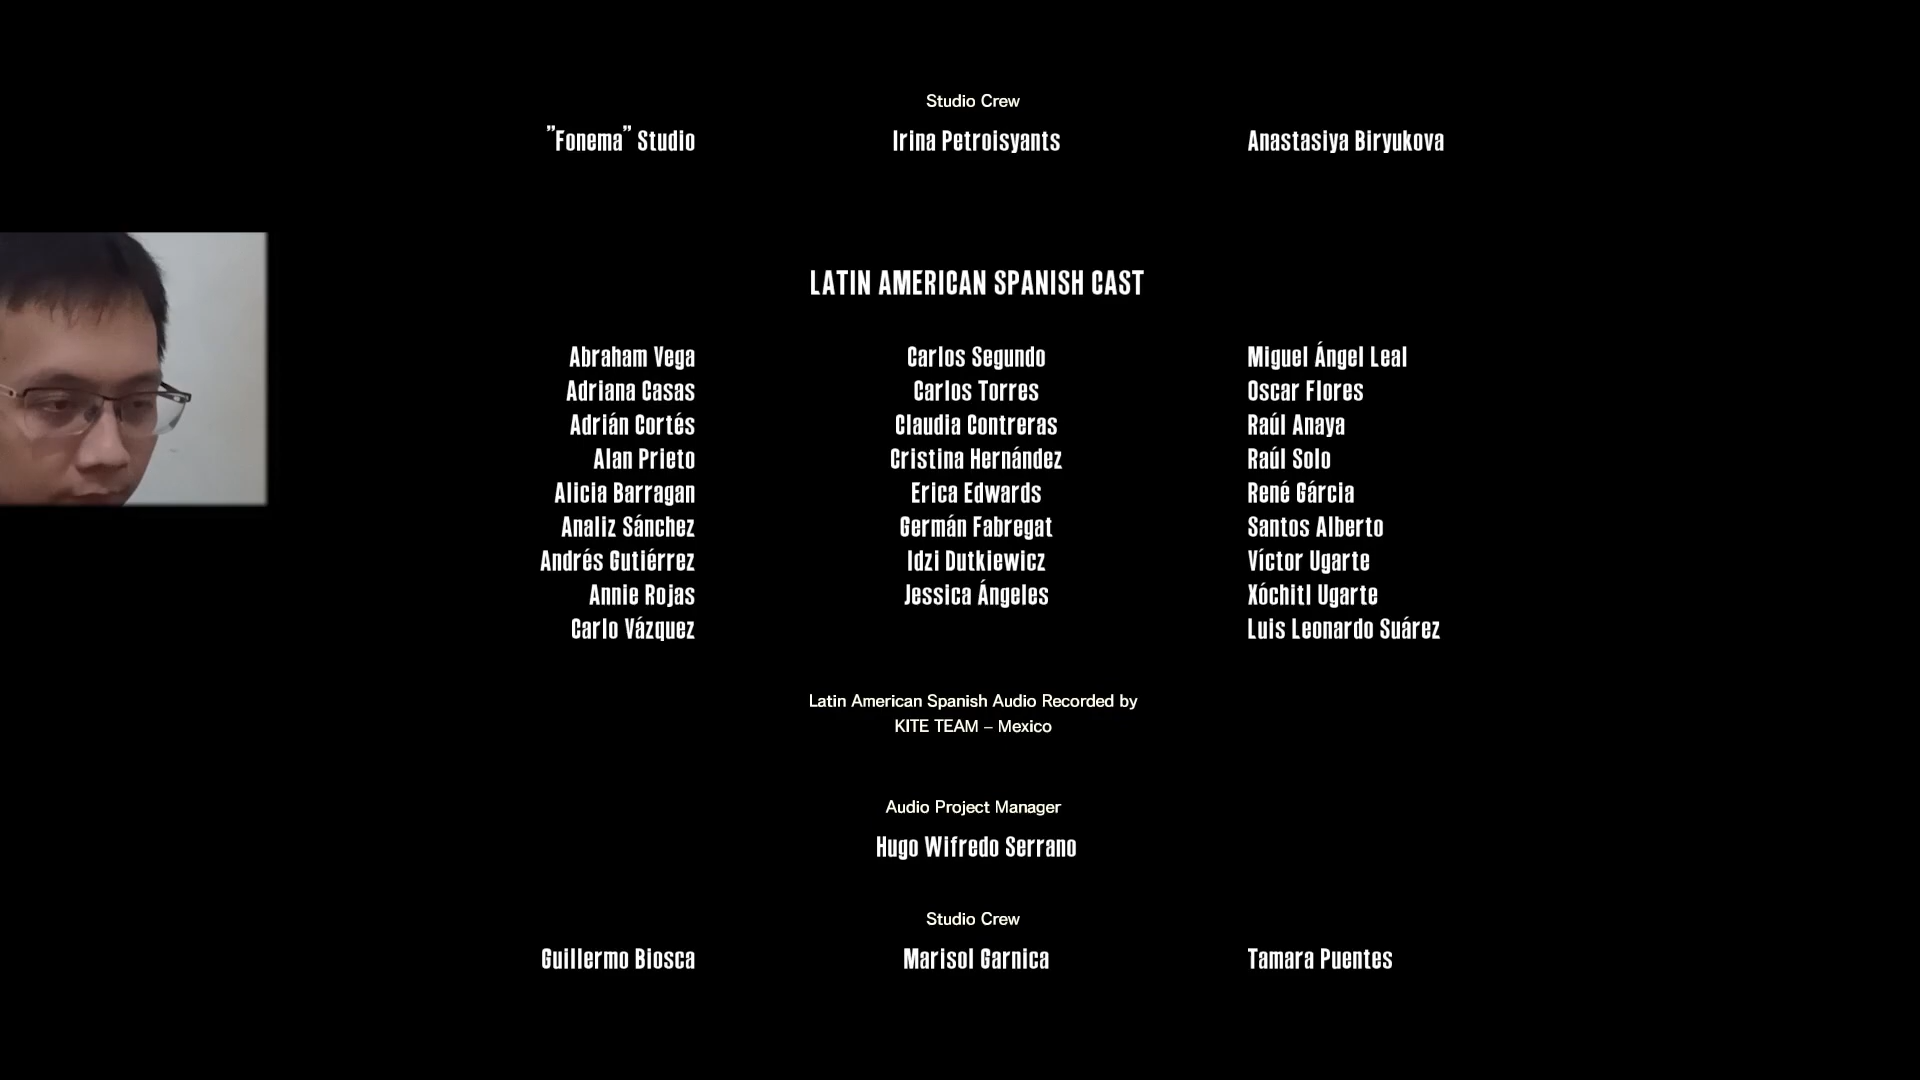 Studio Crew
"Fonema" Studio Irina Petroisyants Anastasiya Biryukova
LATIN AMERICAN SPANISH CAST
Abraham Vega Carlos Segundo Miguel Ángel Leal
Adriana Casas Carlos Torres Oscar Flores
Adrián Cortés Claudia Contreras Raúl Anaya
Alan Prieto Cristina Hernández Raúl Solo
Alicia Barragan Erica Edwards René Gárcia
Analiz Sánchez Germán Fabregat Santos Alberto
Andrés Gutiérrez Idzi Dutkiewicz Víctor Ugarte
Annie Rojas Jessica Ángeles Xóchitl Ugarte
Carlo Vázquez Luis Leonardo Suárez
Latin American Spanish Audio Recorded by
KITE TEAM – Mexico
Audio Project Manager
Hugo Wifredo Serrano
Studio Crew
Guillermo Biosca Marisol Garnica Tamara Puentes